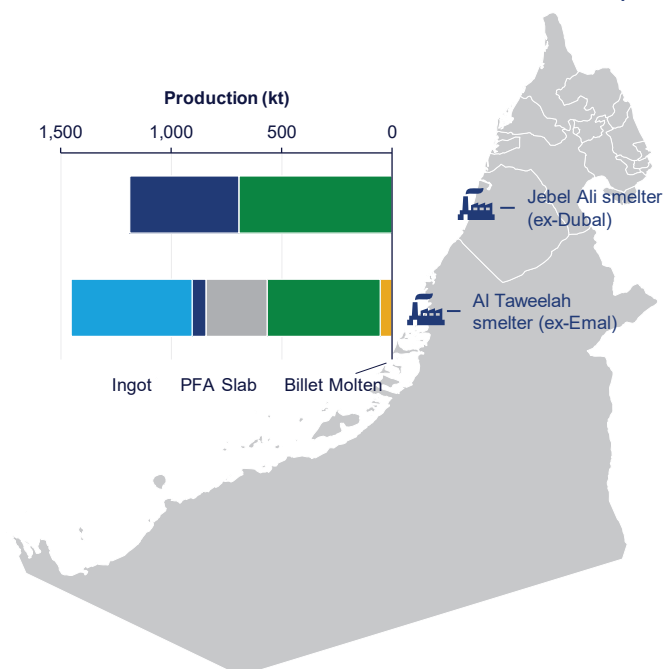 Production (kt)
1,500 1,000 500 0
Jebel Ali smelter
(ex-Dubal)
Al Taweelah
smelter (ex-Emal)
Ingot PFA Slab Billet Molten